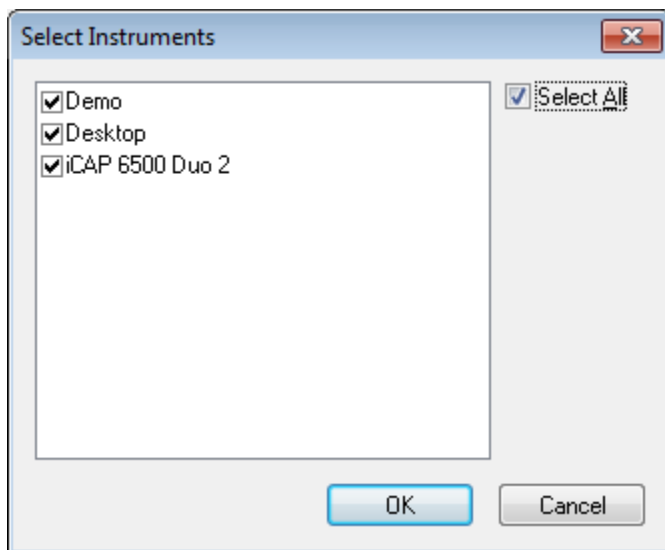 Select Instruments
Demo
Desktop
iCAP 6500 Duo 2
Select All
OK
Cancel